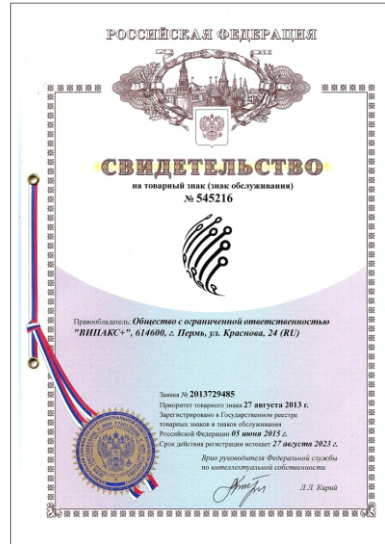 РОССИЙСКАЯ ФЕДЕРАЦИЯ
СВИДЕТЕЛЬСТВО
на товарный знак (знак обслуживания)
№ 545216
Правообладатель: Общество с ограниченной ответственностью
"ВИПАКС+", 614600, г. Пермь, ул. Краснова, 24 (RU)
Заявка № 2013729485
Приоритет товарного знака 27 августа 2013 г.
Зарегистрировано в Государственном реестре
товарных знаков и знаков обслуживания
Российской Федерации 05 июня 2015 г.
Срок действия регистрации истекает 27 августа 2023 г.
Врио руководителя Федеральной службы
по интеллектуальной собственности
Л.Л. Кирий